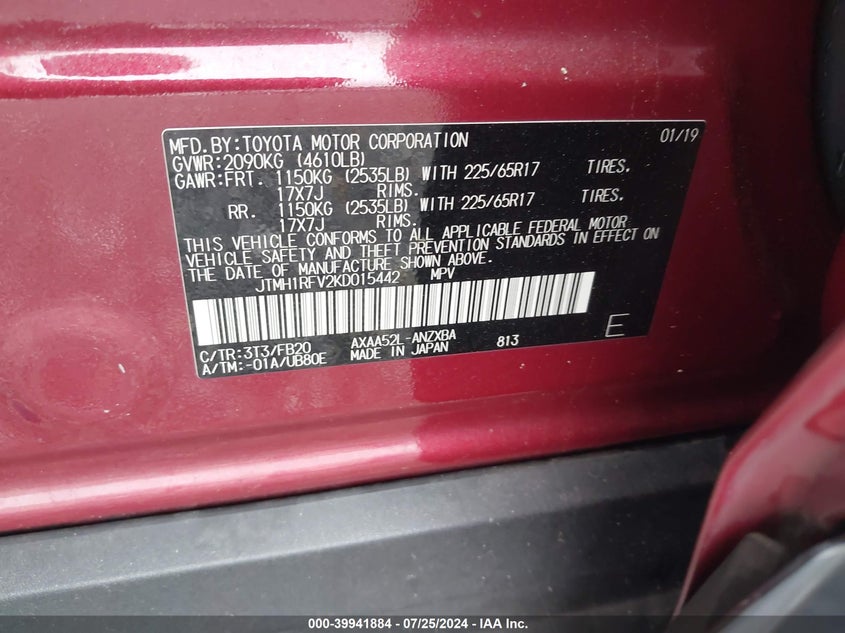 MFD.BY:TOYOTA MOTOR CORPORATION 01/19
GVWR:2090KG (4610LB)
GAWR:FRT. 1150KG (2535LB) WITH 225/65R17 TIRES.
17X7J RIMS.
RR. 1150KG (2535LB) WITH 225/65R17 TIRES.
17X7J RIMS.
THIS VEHICLE CONFORMS TO ALL APPLICABLE FEDERAL MOTOR
VEHICLE SAFETY AND THEFT PREVENTION STANDARDS IN EFFECT ON
THE DATE OF MANUFACTURE SHOWN ABOVE.
JTMH1RFV2KD015442 MPV
C/TR:3T3/FB20 AXAA52L-ANZXBA 813 E
A/TM:-01A/UB80E MADE IN JAPAN
000-39941884 | 07/25/2024 - IAA Inc.